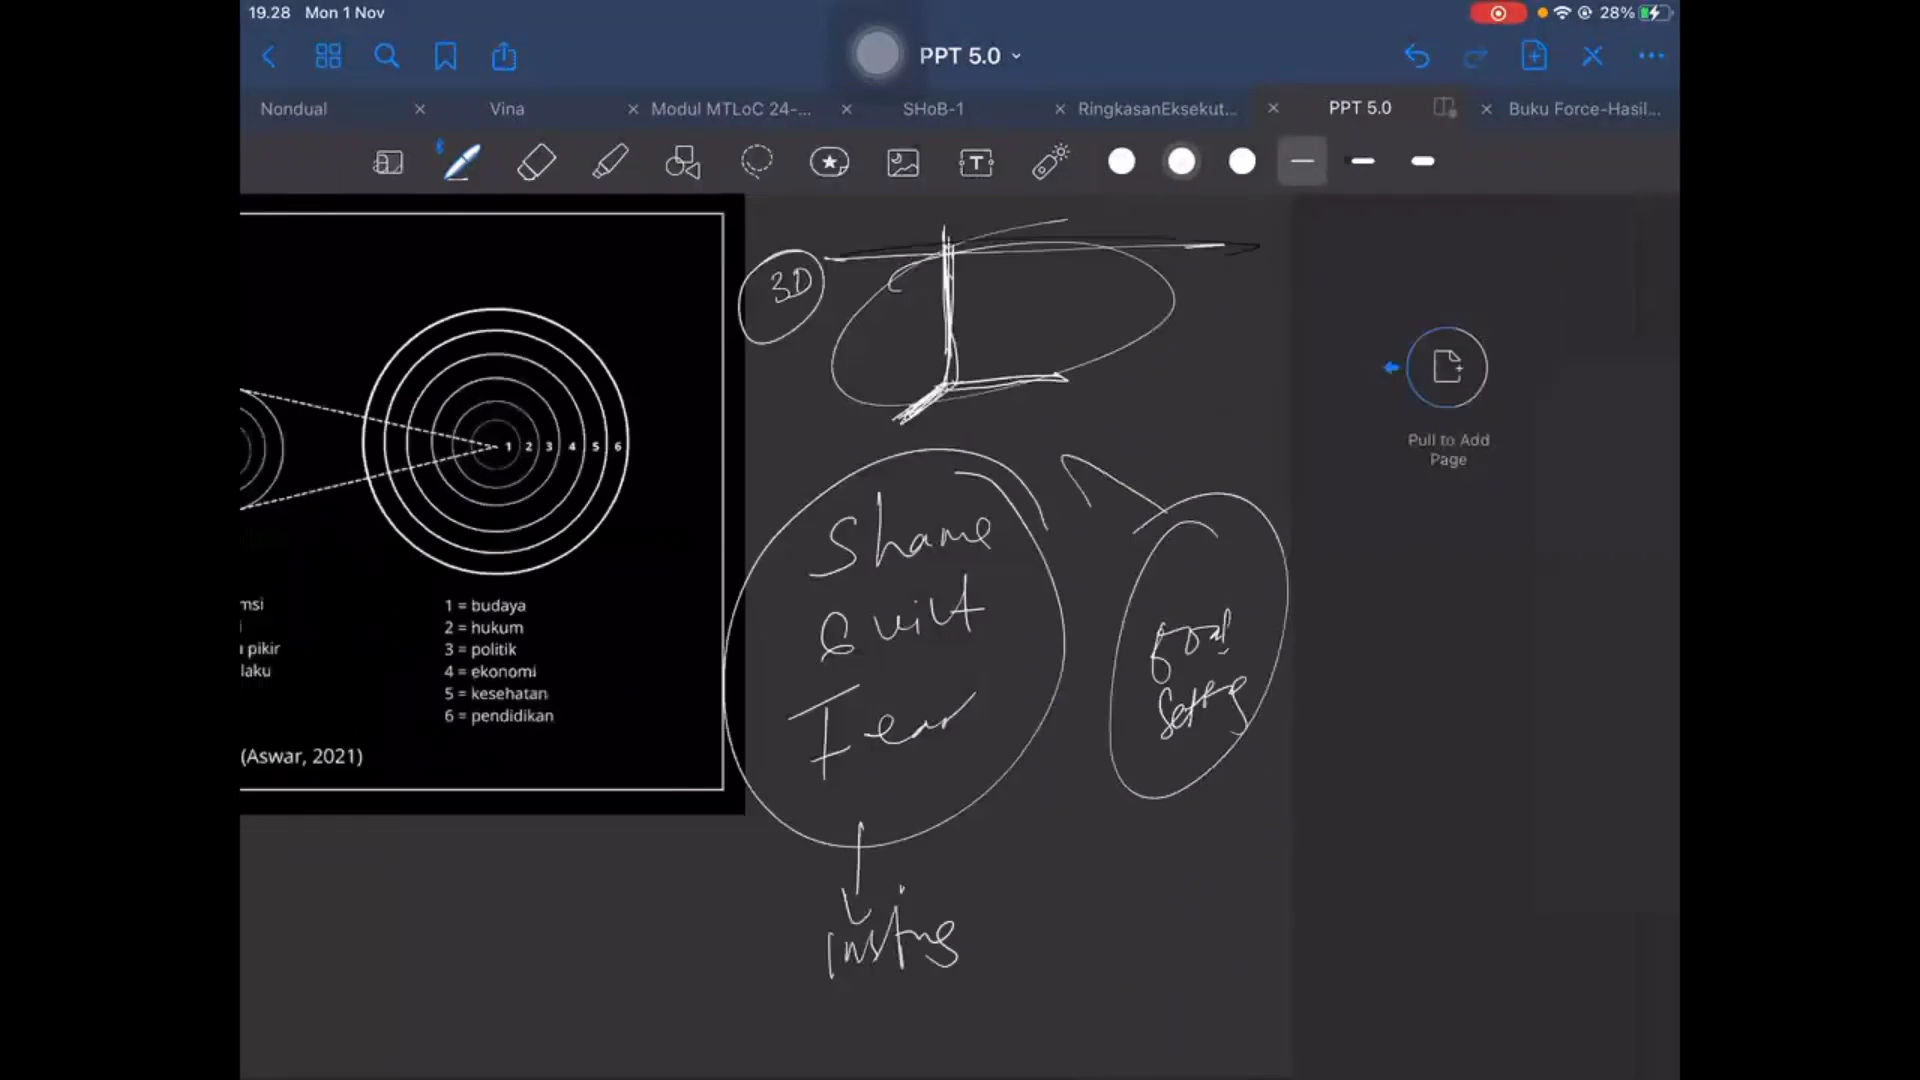 19.28 Mon 1 Nov
28%
PPT 5.0
Nondual
Vina
Modul MTLoC 24-...
SHoB-1
RingkasanEksekut...
PPT 5.0
Buku Force-Hasil...
T
3D
1 2 3 4 5 6
Pull to Add
Page
Shame
Guilt
Fear
goal
setting
insting
msi
i
pikir
laku
1 = budaya
2 = hukum
3 = politik
4 = ekonomi
5 = kesehatan
6 = pendidikan
(Aswar, 2021)